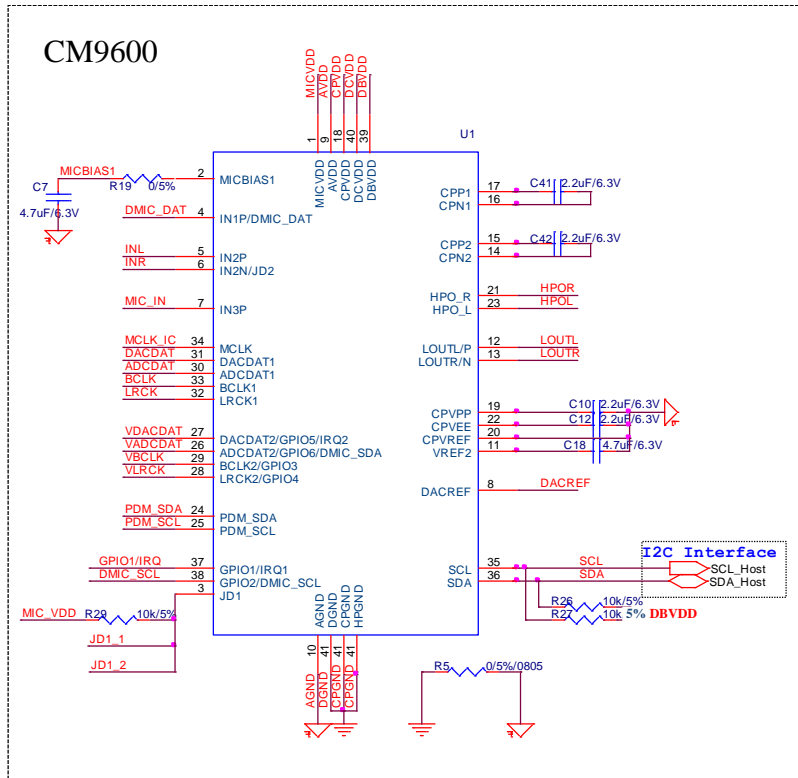 CM9600
MICVDD
AVDD
CPVDD
DCVDD
DBVDD
1
9
18
40
39
U1
MICVDD
AVDD
CPVDD
DCVDD
DBVDD
MICBIAS1
R19 0/5%
2
MICBIAS1
C7
4.7uF/6.3V
DMIC_DAT
4
IN1P/DMIC_DAT
INL
5
IN2P
INR
6
IN2N/JD2
MIC_IN
7
IN3P
MCLK_IC
34
MCLK
DACDAT
31
DACDAT1
ADCDAT
30
ADCDAT1
BCLK
33
BCLK1
LRCK
32
LRCK1
VDACDAT
27
DACDAT2/GPIO5/IRQ2
VADCDAT
26
ADCDAT2/GPIO6/DMIC_SDA
VBCLK
29
BCLK2/GPIO3
VLRCK
28
LRCK2/GPIO4
PDM_SDA
24
PDM_SDA
PDM_SCL
25
PDM_SCL
GPIO1/IRQ
37
GPIO1/IRQ1
DMIC_SCL
38
GPIO2/DMIC_SCL
3
JD1
MIC_VDD
R29 10k/5%
JD1_1
JD1_2
CPP1
17
C41 2.2uF/6.3V
CPN1
16
CPP2
15
C42 2.2uF/6.3V
CPN2
14
HPO_R
21
HPOR
HPO_L
23
HPOL
LOUTL/P
12
LOUTL
LOUTR/N
13
LOUTR
CPVPP
19
C10 2.2uF/6.3V
CPVEE
22
C12 2.2uF/6.3V
CPVREF
20
VREF2
11
C18 4.7uF/6.3V
DACREF
8
DACREF
I2C Interface
SCL
35
SCL
SCL_Host
SDA
36
SDA
SDA_Host
R26 10k/5%
R27 10k 5% DBVDD
AGND
DGND
CPGND
HPGND
10
41
41
41
AGND
DGND
CPGND
CPGND
R5 0/5%/0805